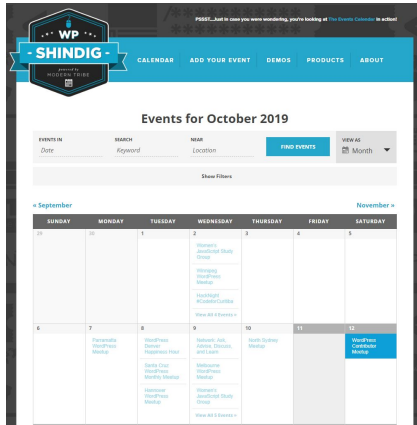 PSSST...Just in case you were wondering, you're looking at The Events Calendar in action!
WP
- SHINDIG -
powered by
MODERN TRIBE
CALENDAR ADD YOUR EVENT DEMOS PRODUCTS ABOUT
Events for October 2019
EVENTS IN SEARCH NEAR VIEW AS
Date Keyword Location FIND EVENTS Month
Show Filters
« September November »
SUNDAY MONDAY TUESDAY WEDNESDAY THURSDAY FRIDAY SATURDAY
29 30 1 2 3 4 5
Women's
JavaScript Study
Group
Winnipeg
WordPress
Meetup
HackNight
#CodeforCuritiba
View All 4 Events »
6 7 8 9 10 11 12
Parramatta
WordPress
Meetup
WordPress
Denver
Happiness Hour
Santa Cruz
WordPress
Monthly Meetup
Hannover
WordPress
Meetup
Network: Ask,
Advise, Discuss,
and Learn
Melbourne
WordPress
Meetup
Women's
JavaScript Study
Group
View All 5 Events »
North Sydney
Meetup
WordPress
Contributor
Meetup